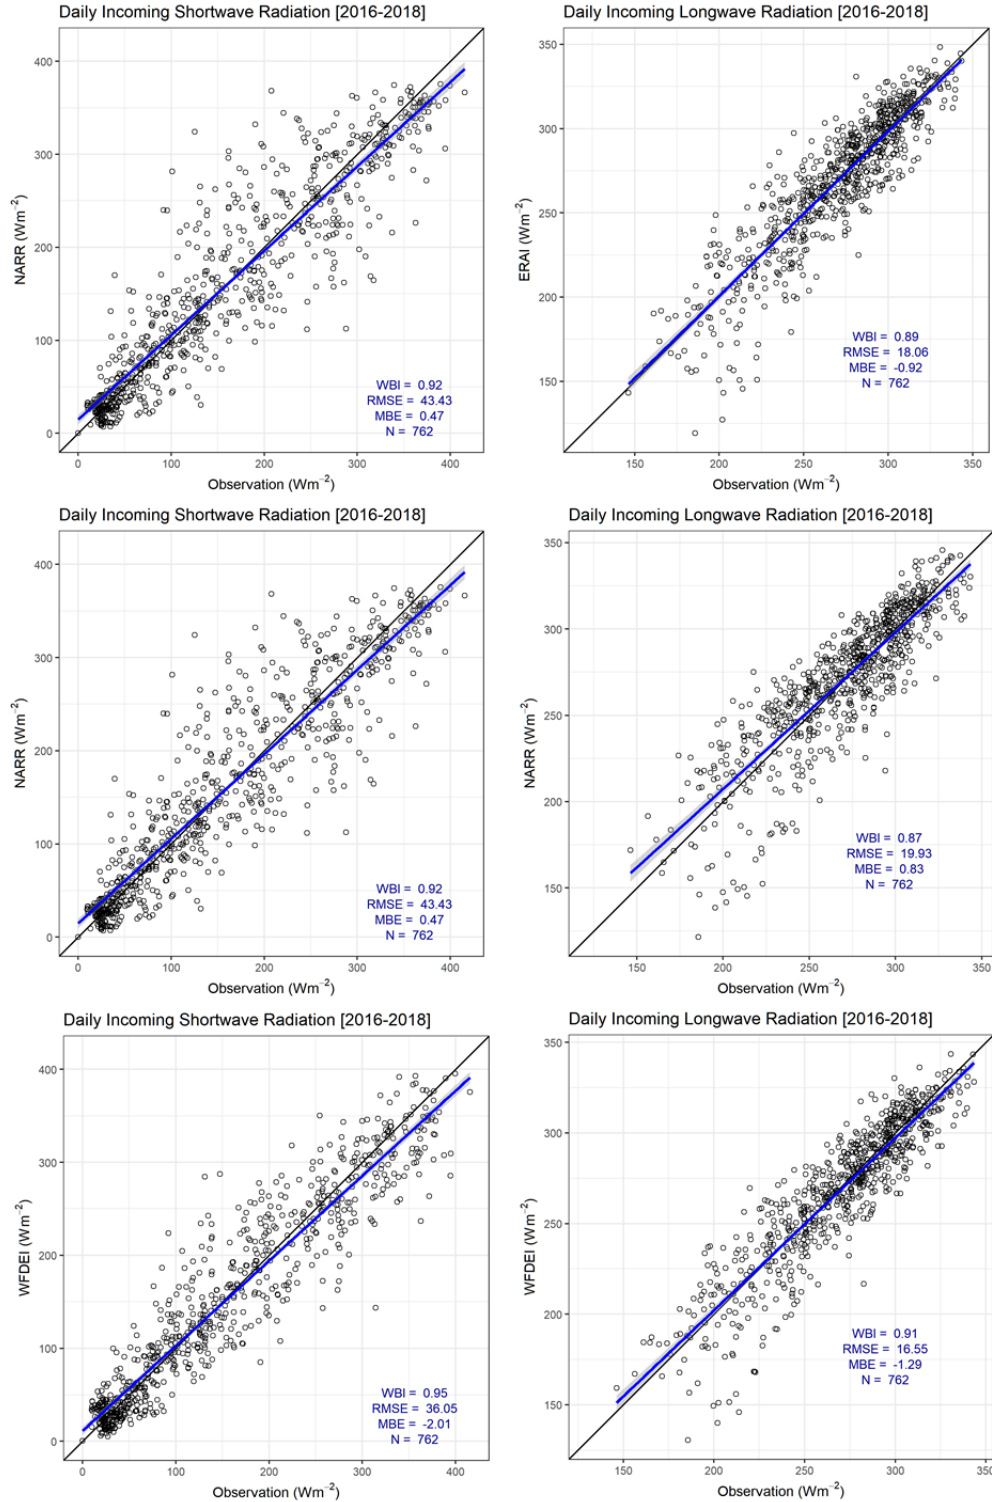 Daily Incoming Shortwave Radiation [2016-2018]
NARR (Wm⁻²)
400
300
200
100
0
WBI = 0.92
RMSE = 43.43
MBE = 0.47
N = 762
0 100 200 300 400
Observation (Wm⁻²)
Daily Incoming Longwave Radiation [2016-2018]
ERAI (Wm⁻²)
350
300
250
200
150
WBI = 0.89
RMSE = 18.06
MBE = -0.92
N = 762
150 200 250 300 350
Observation (Wm⁻²)
Daily Incoming Shortwave Radiation [2016-2018]
NARR (Wm⁻²)
400
300
200
100
0
WBI = 0.92
RMSE = 43.43
MBE = 0.47
N = 762
0 100 200 300 400
Observation (Wm⁻²)
Daily Incoming Longwave Radiation [2016-2018]
NARR (Wm⁻²)
350
300
250
200
150
WBI = 0.87
RMSE = 19.93
MBE = 0.83
N = 762
150 200 250 300 350
Observation (Wm⁻²)
Daily Incoming Shortwave Radiation [2016-2018]
WFDEI (Wm⁻²)
400
300
200
100
0
WBI = 0.95
RMSE = 36.05
MBE = -2.01
N = 762
0 100 200 300 400
Observation (Wm⁻²)
Daily Incoming Longwave Radiation [2016-2018]
WFDEI (Wm⁻²)
350
300
250
200
150
WBI = 0.91
RMSE = 16.55
MBE = -1.29
N = 762
150 200 250 300 350
Observation (Wm⁻²)